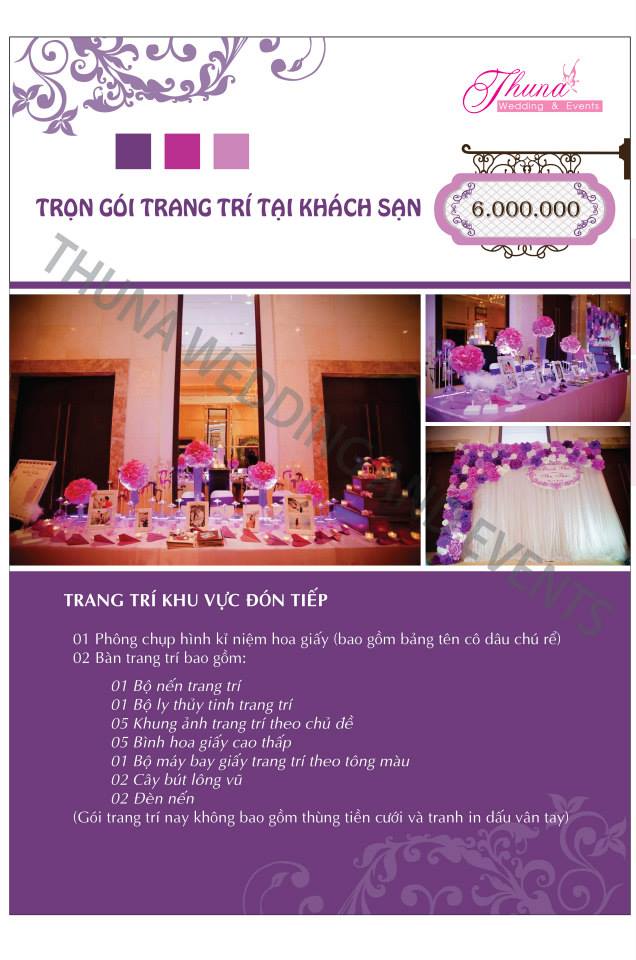 Thuna
Wedding & Events
TRỌN GÓI TRANG TRÍ TẠI KHÁCH SẠN
6.000.000
THUNA WEDDING AND EVENTS
TRANG TRÍ KHU VỰC ĐÓN TIẾP
01 Phông chụp hình kỉ niệm hoa giấy (bao gồm bảng tên cô dâu chú rể)
02 Bàn trang trí bao gồm:
01 Bộ nến trang trí
01 Bộ ly thủy tinh trang trí
05 Khung ảnh trang trí theo chủ đề
05 Bình hoa giấy cao thấp
01 Bộ máy bay giấy trang trí theo tông màu
02 Cây bút lông vũ
02 Đèn nến
(Gói trang trí nay không bao gồm thùng tiền cưới và tranh in dấu vân tay)